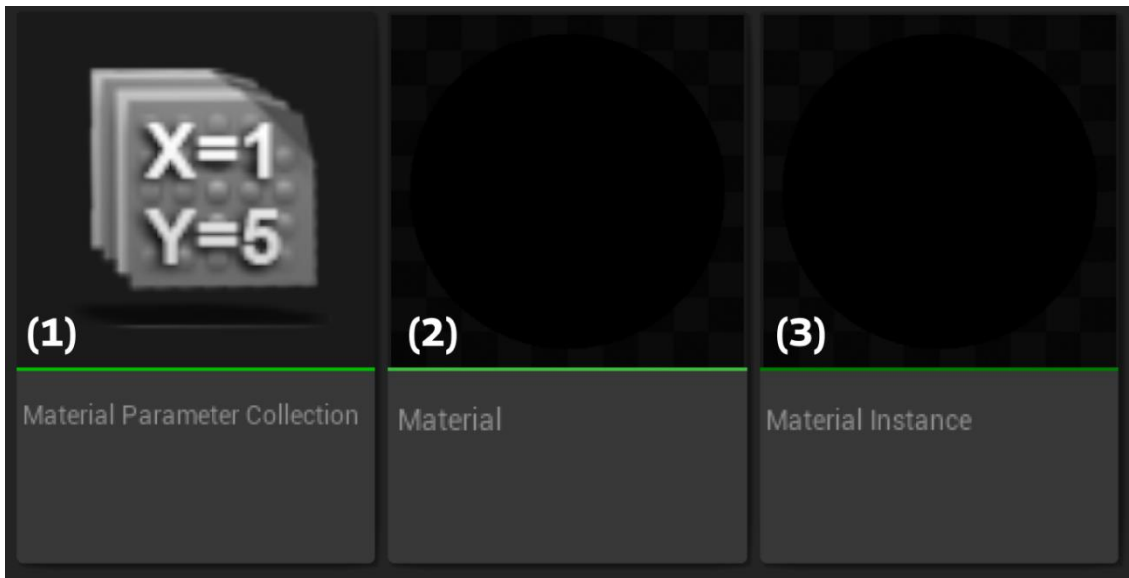 X=1
Y=5
(1)
(2)
(3)
Material Parameter Collection
Material
Material Instance